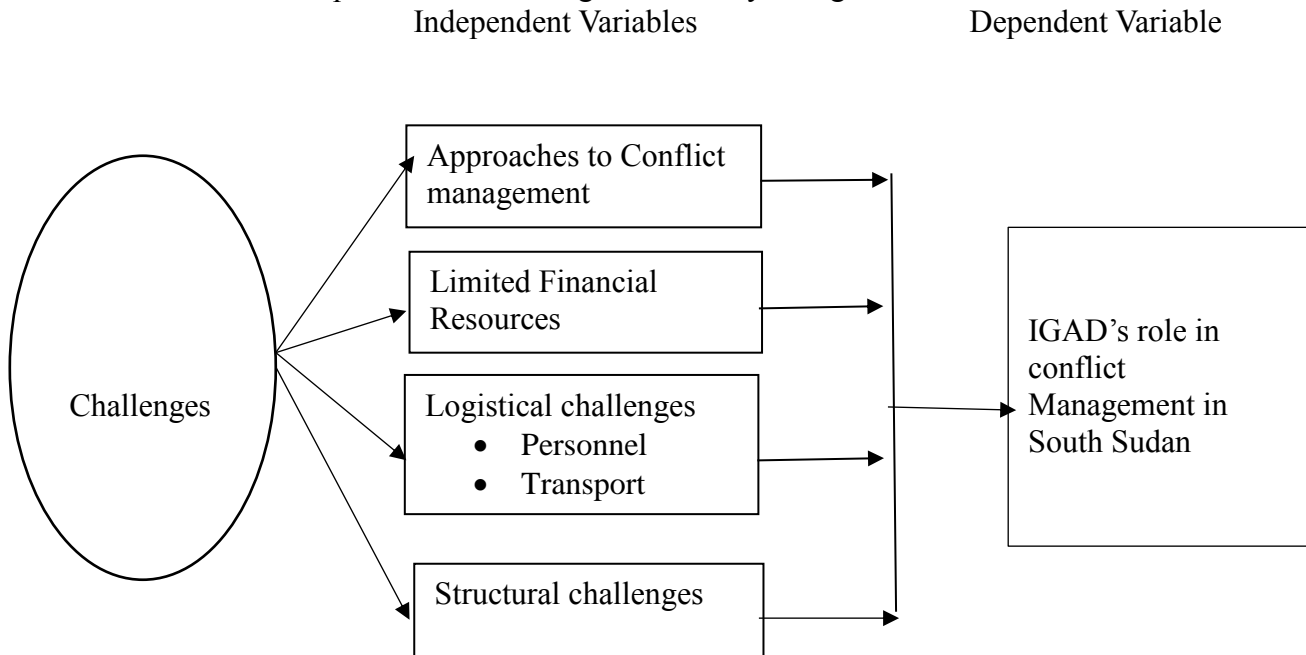 Independent Variables
Dependent Variable
Challenges
Approaches to Conflict
management
Limited Financial
Resources
Logistical challenges
• Personnel
• Transport
Structural challenges
IGAD’s role in
conflict
Management in
South Sudan